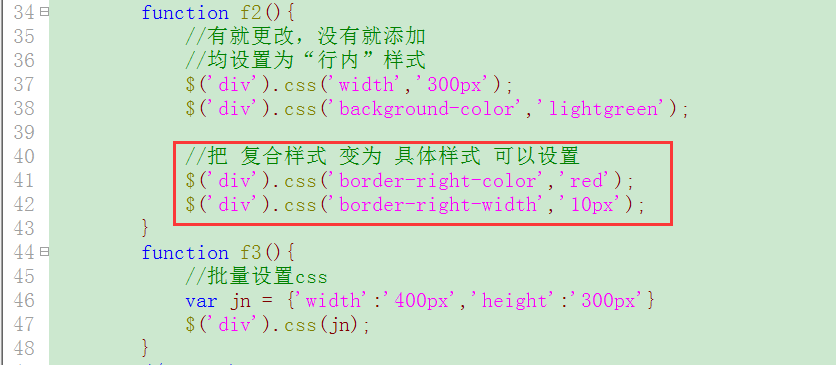 34 function f2(){
35 //有就更改，没有就添加
36 //均设置为“行内”样式
37 $('div').css('width','300px');
38 $('div').css('background-color','lightgreen');
39
40 //把 复合样式 变为 具体样式 可以设置
41 $('div').css('border-right-color','red');
42 $('div').css('border-right-width','10px');
43 }
44 function f3(){
45 //批量设置css
46 var jn = {'width':'400px','height':'300px'}
47 $('div').css(jn);
48 }